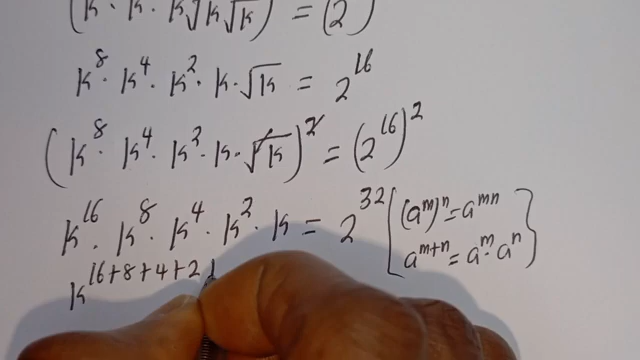 (k · k · k√k√k) = (2)
k⁸ · k⁴ · k² · k · √k = 2¹⁶
(k⁸ · k⁴ · k² · k · √k)² = (2¹⁶)²
k¹⁶ · k⁸ · k⁴ · k² · k = 2³² [(aᵐ)ⁿ = aᵐⁿ
aᵐ⁺ⁿ = aᵐ · aⁿ}
k¹⁶⁺⁸⁺⁴⁺²